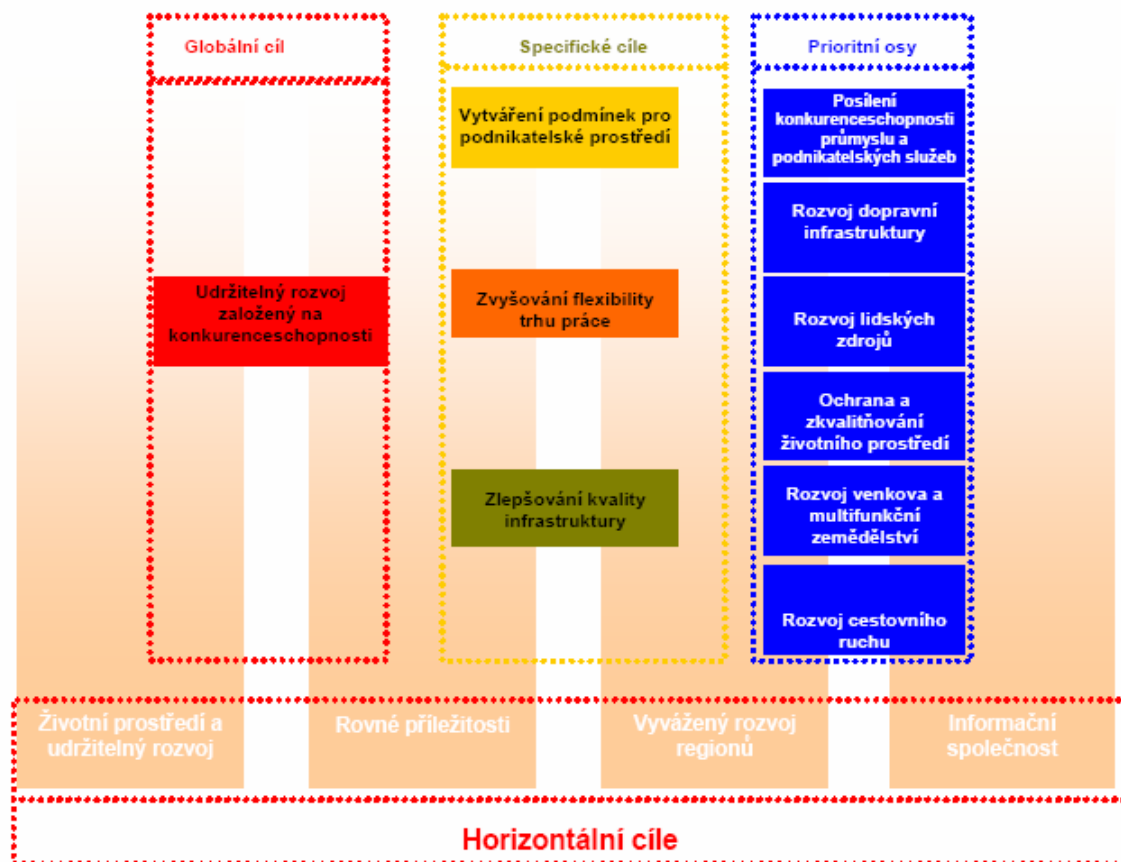 Globální cíl
Specifické cíle
Prioritní osy
Vytváření podmínek pro
podnikatelské prostředí
Posílení
konkurenceschopnosti
průmyslu a
podnikatelských služeb
Rozvoj dopravní
infrastruktury
Udržitelný rozvoj
založený na
konkurenceschopnosti
Zvyšování flexibility
trhu práce
Rozvoj lidských
zdrojů
Ochrana a
zkvalitňování
životního prostředí
Zlepšování kvality
infrastruktury
Rozvoj venkova a
multifunkční
zemědělství
Rozvoj cestovního
ruchu
Životní prostředí a
udržitelný rozvoj
Rovné příležitosti
Vyvážený rozvoj
regionů
Informační
společnost
Horizontální cíle